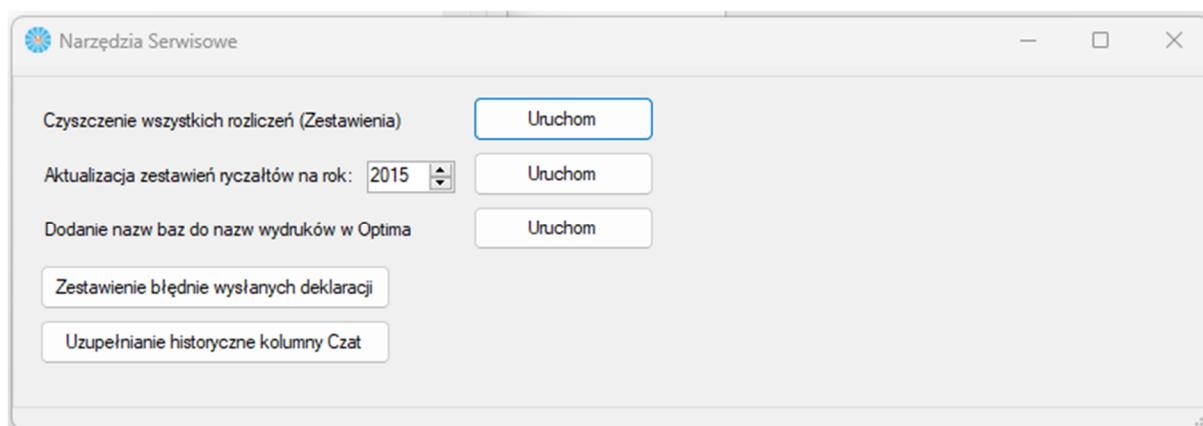 Narzędzia Serwisowe
Czyszczenie wszystkich rozliczeń (Zestawienia) Uruchom
Aktualizacja zestawień ryczałtów na rok: 2015 Uruchom
Dodanie nazw baz do nazw wydruków w Optima Uruchom
Zestawienie błędnie wysłanych deklaracji
Uzupełnianie historyczne kolumny Czat